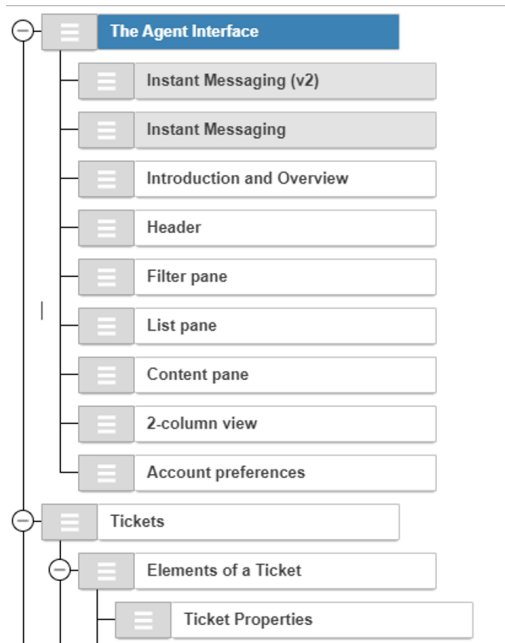 The Agent Interface
Instant Messaging (v2)
Instant Messaging
Introduction and Overview
Header
Filter pane
List pane
Content pane
2-column view
Account preferences
Tickets
Elements of a Ticket
Ticket Properties